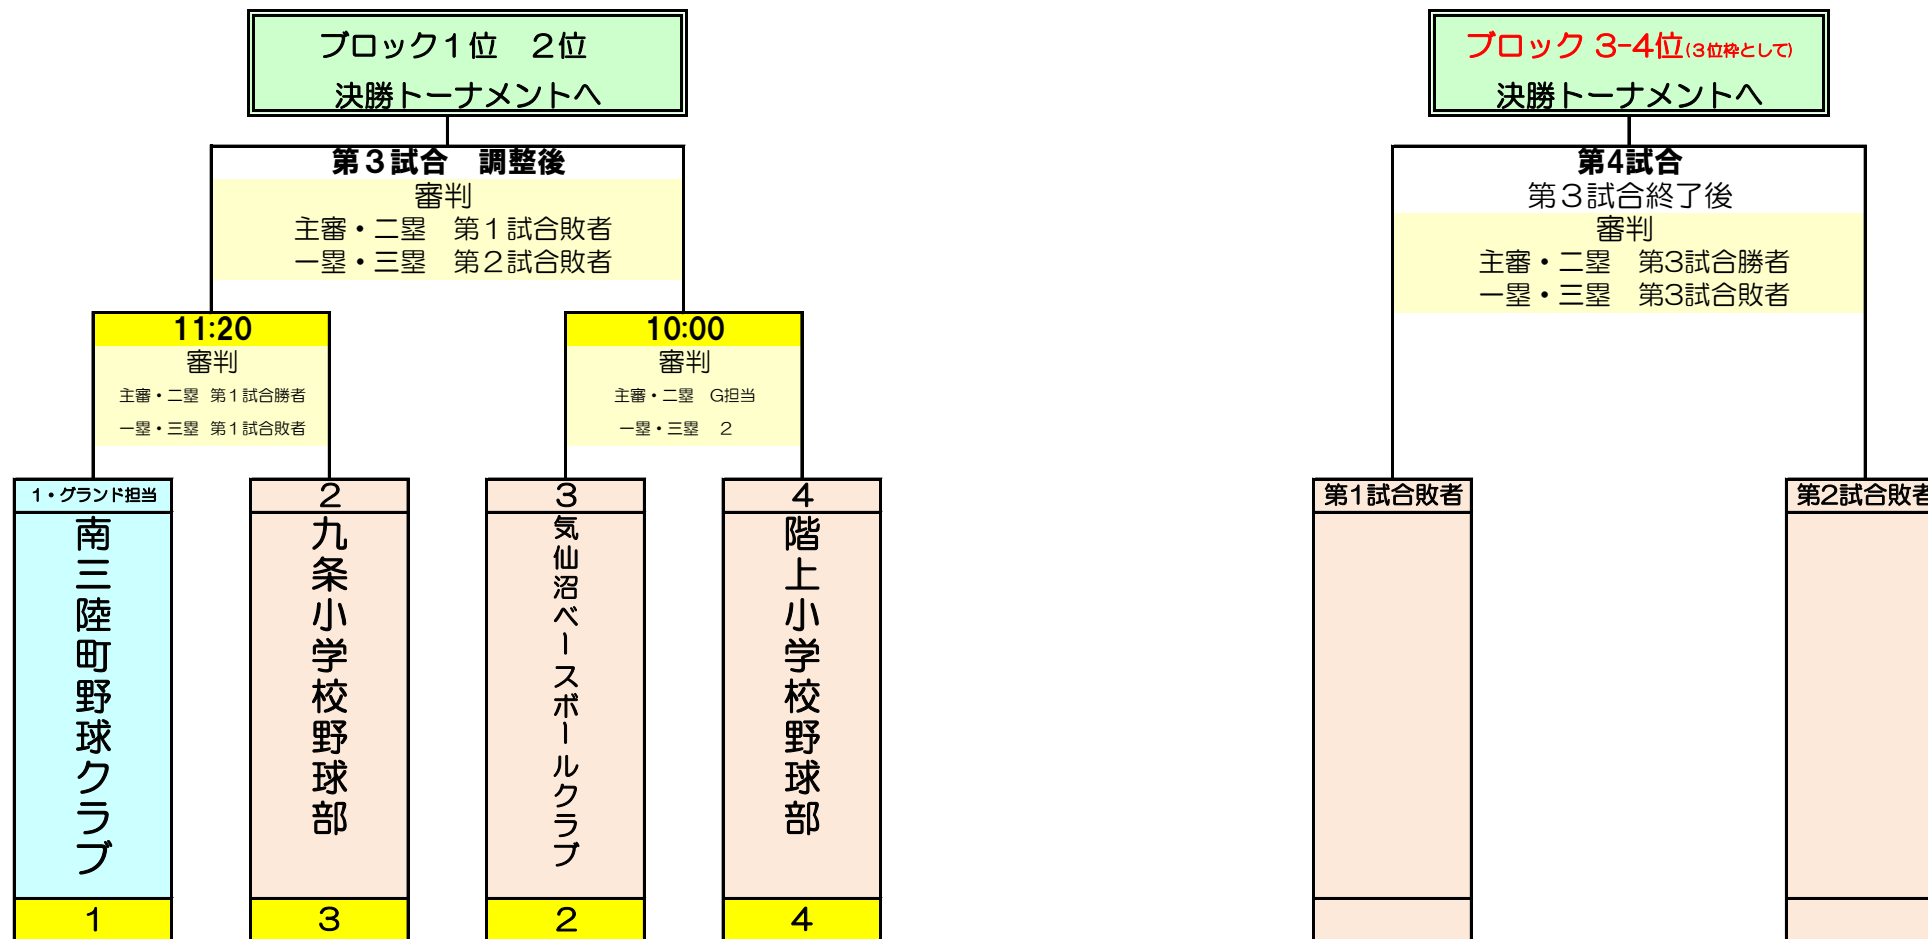 ブロック１位　２位
決勝トーナメントへ
第３試合　調整後
審判
主審・二塁　第１試合敗者
一塁・三塁　第２試合敗者
11:20
審判
主審・二塁 第１試合勝者
一塁・三塁 第１試合敗者
10:00
審判
主審・二塁　G担当
一塁・三塁　２
1・グランド担当
南三陸町野球クラブ
1
2
九条小学校野球部
3
3
気仙沼ベースボールクラブ
2
4
階上小学校野球部
4
ブロック 3-4位(３位枠として)
決勝トーナメントへ
第4試合
第３試合終了後
審判
主審・二塁　第3試合勝者
一塁・三塁　第3試合敗者
第1試合敗者
第2試合敗者